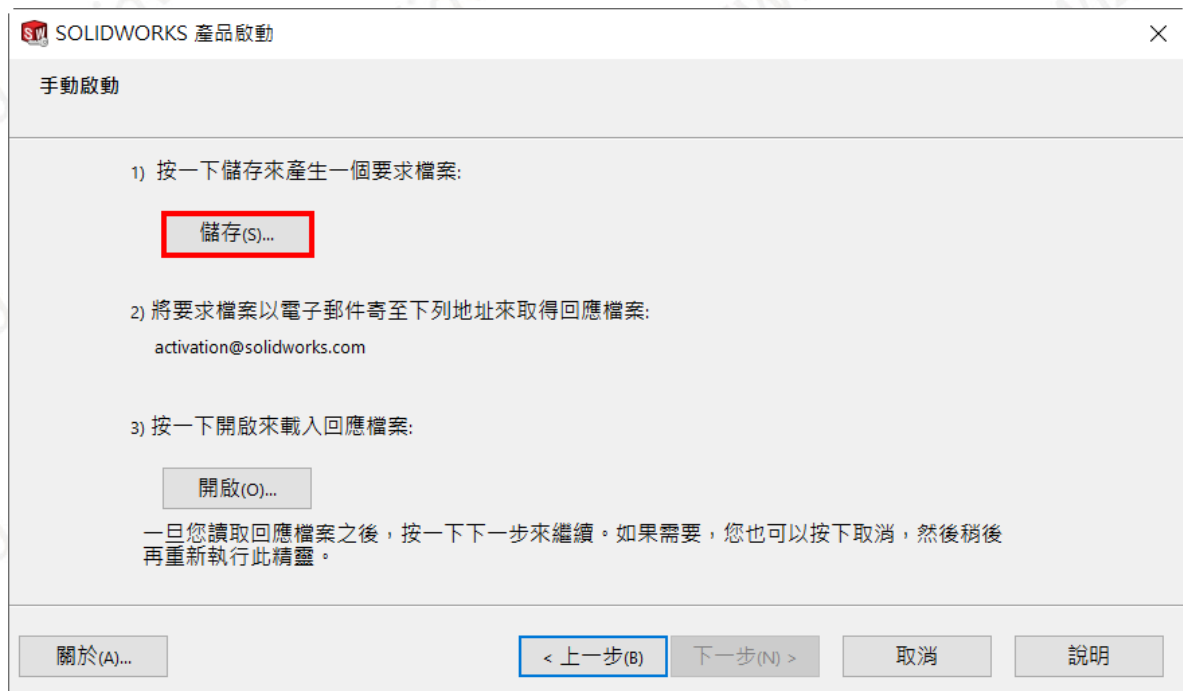 SOLIDWORKS 產品啟動
手動啟動
1) 按一下儲存來產生一個要求檔案:
儲存(S)...
2) 將要求檔案以電子郵件寄至下列地址來取得回應檔案:
activation@solidworks.com
3) 按一下開啟來載入回應檔案:
開啟(O)...
一旦您讀取回應檔案之後，按一下下一步來繼續。如果需要，您也可以按下取消，然後稍後
再重新執行此精靈。
關於(A)...
< 上一步(B)
下一步(N) >
取消
說明